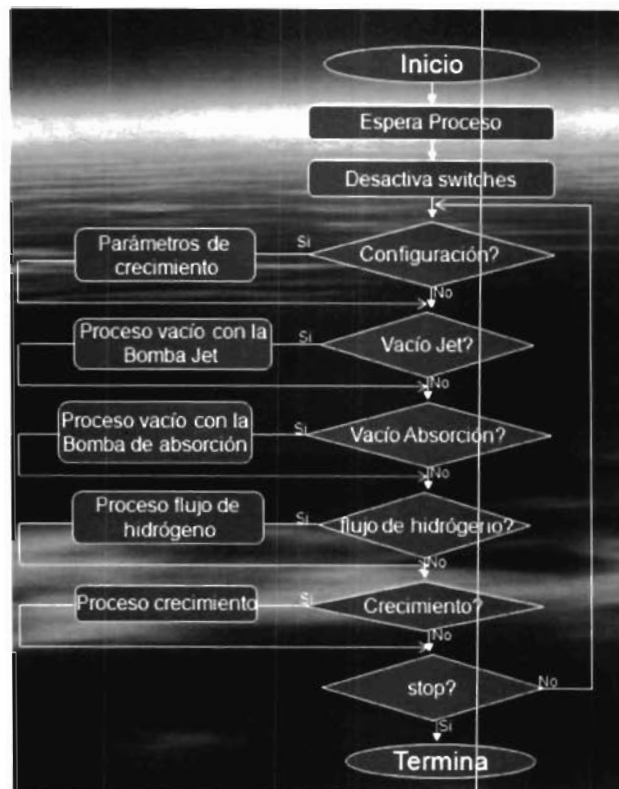 Inicio
Espera Proceso
Desactiva switches
Parámetros de
crecimiento
Si
Configuración?
No
Proceso vacío con la
Bomba Jet
Si
Vacío Jet?
No
Proceso vacío con la
Bomba de absorción
Si
Vacío Absorción?
No
Proceso flujo de
hidrógeno
Si
flujo de hidrógeno?
No
Proceso crecimiento
Si
Crecimiento?
No
stop?
No
Si
Termina